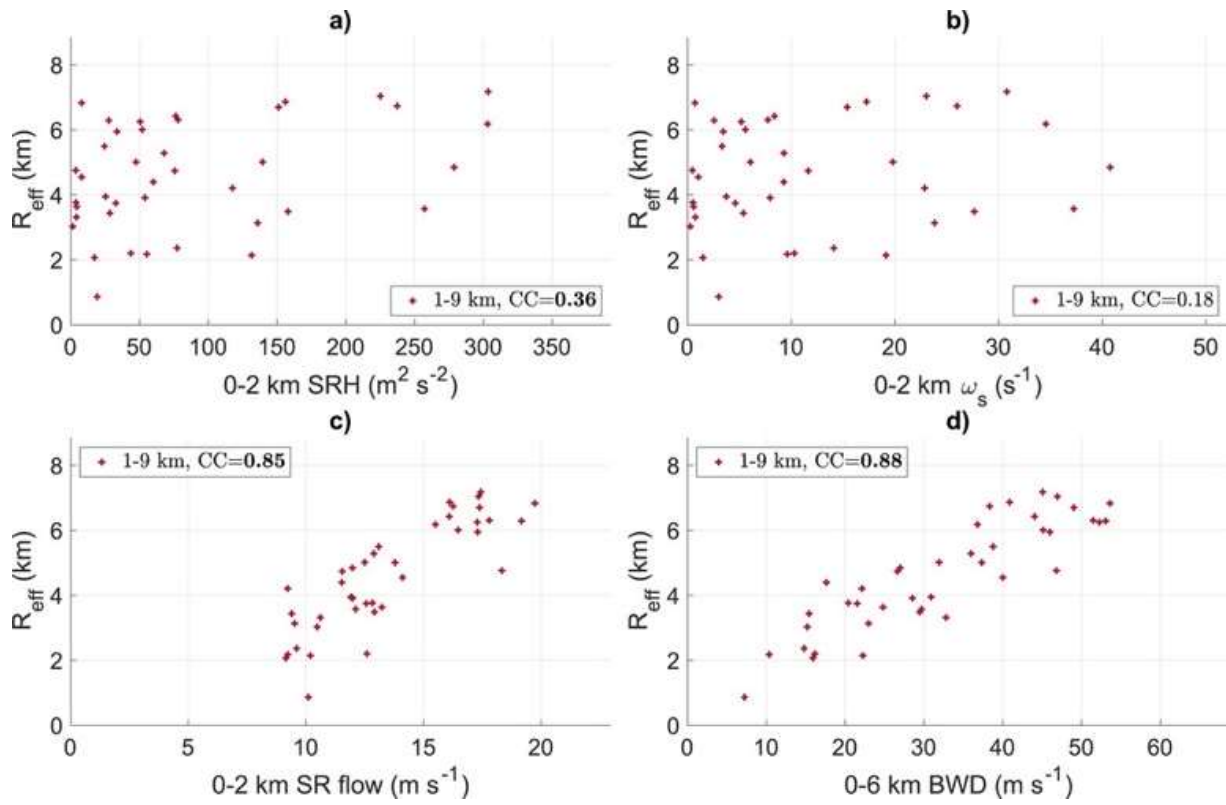 a)
8
6
4
2
0
R_eff (km)
1-9 km, CC=0.36
0 50 100 150 200 250 300 350
0-2 km SRH (m² s⁻²)
b)
8
6
4
2
0
R_eff (km)
1-9 km, CC=0.18
0 10 20 30 40 50
0-2 km ω_s (s⁻¹)
c)
1-9 km, CC=0.85
8
6
4
2
0
R_eff (km)
0 5 10 15 20
0-2 km SR flow (m s⁻¹)
d)
1-9 km, CC=0.88
8
6
4
2
0
R_eff (km)
0 10 20 30 40 50 60
0-6 km BWD (m s⁻¹)